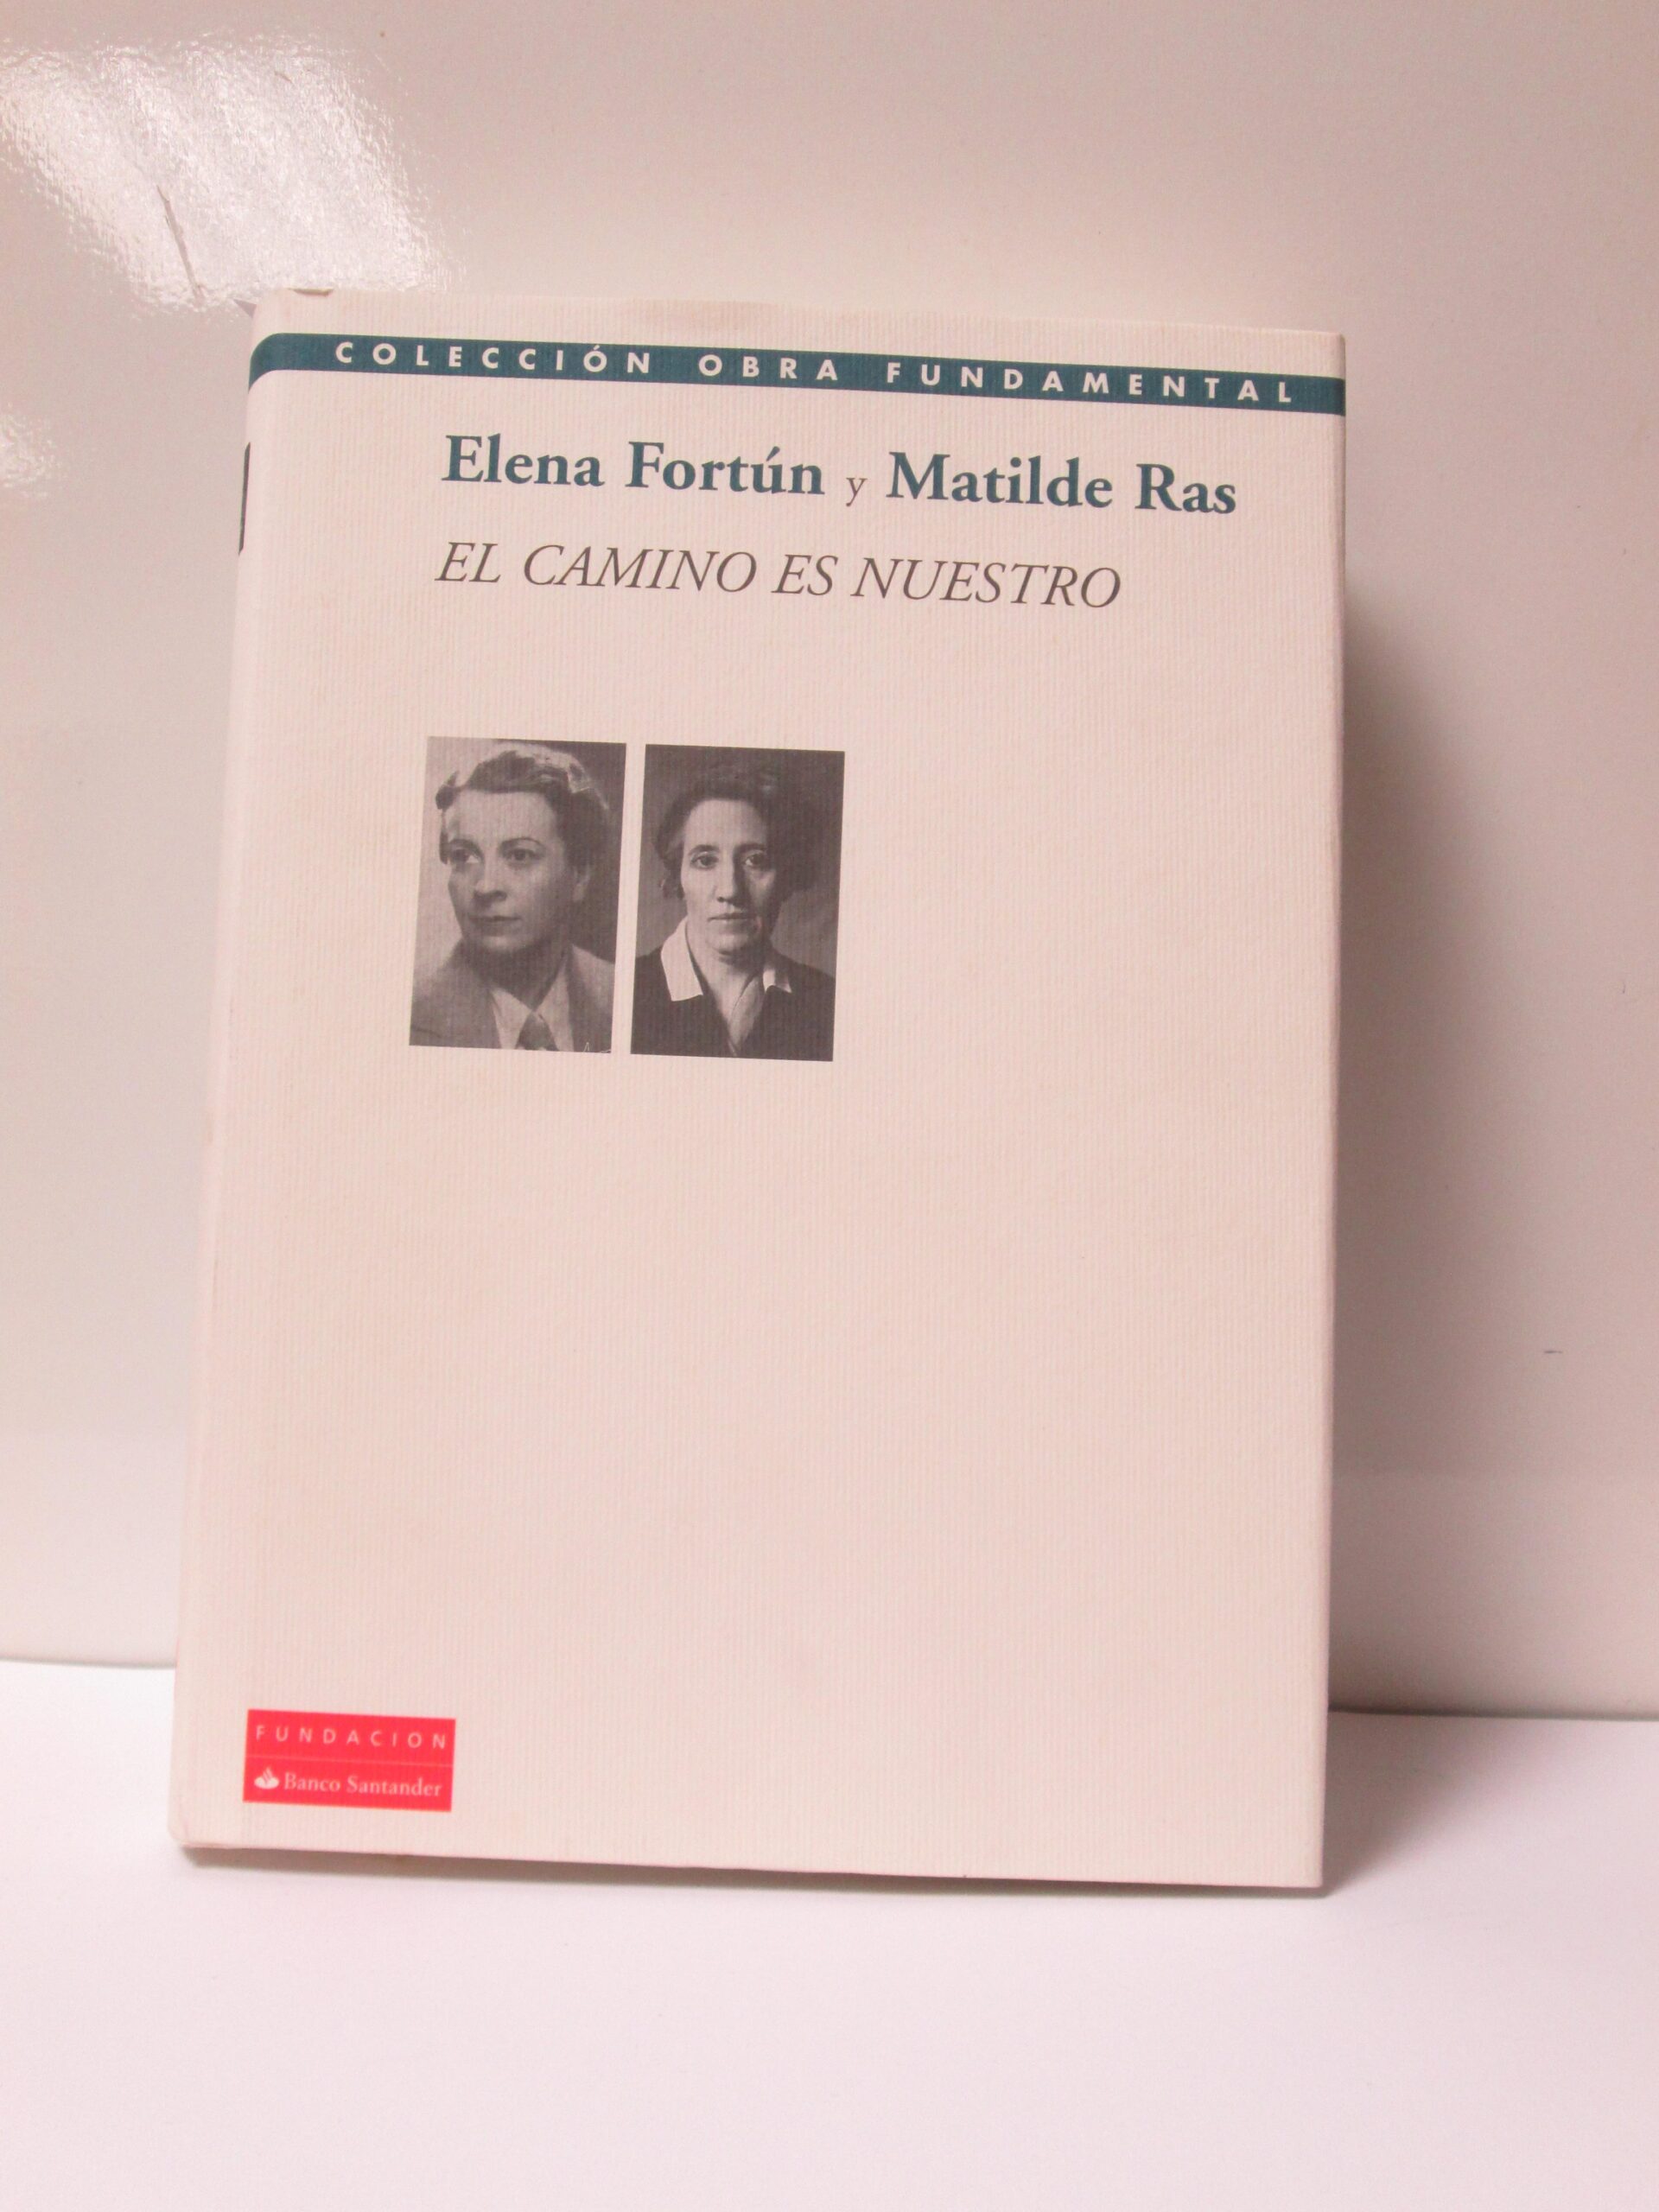 COLECCIÓN OBRA FUNDAMENTAL
Elena Fortún y Matilde Ras
EL CAMINO ES NUESTRO
FUNDACION
Banco Santander